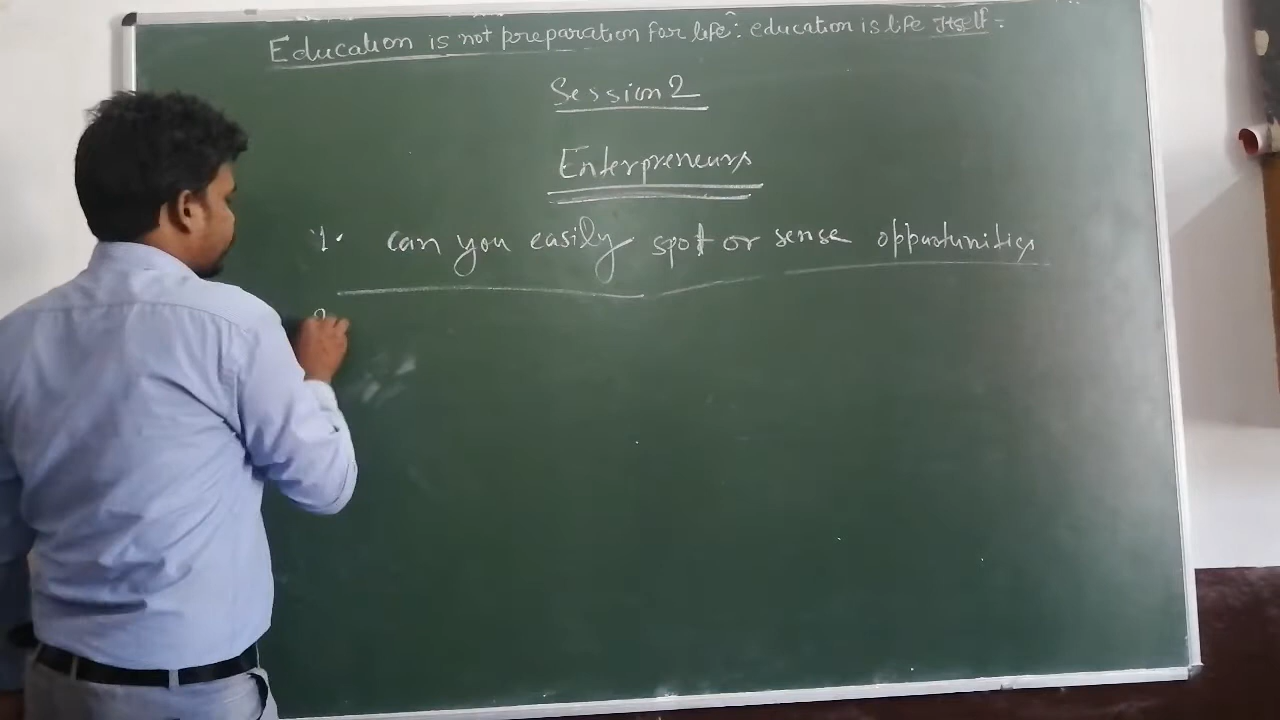 Education is not preparation for life: education is life itself.
Session 2
Enterpreneurs
1. can you easily spot or sense oppurtunities